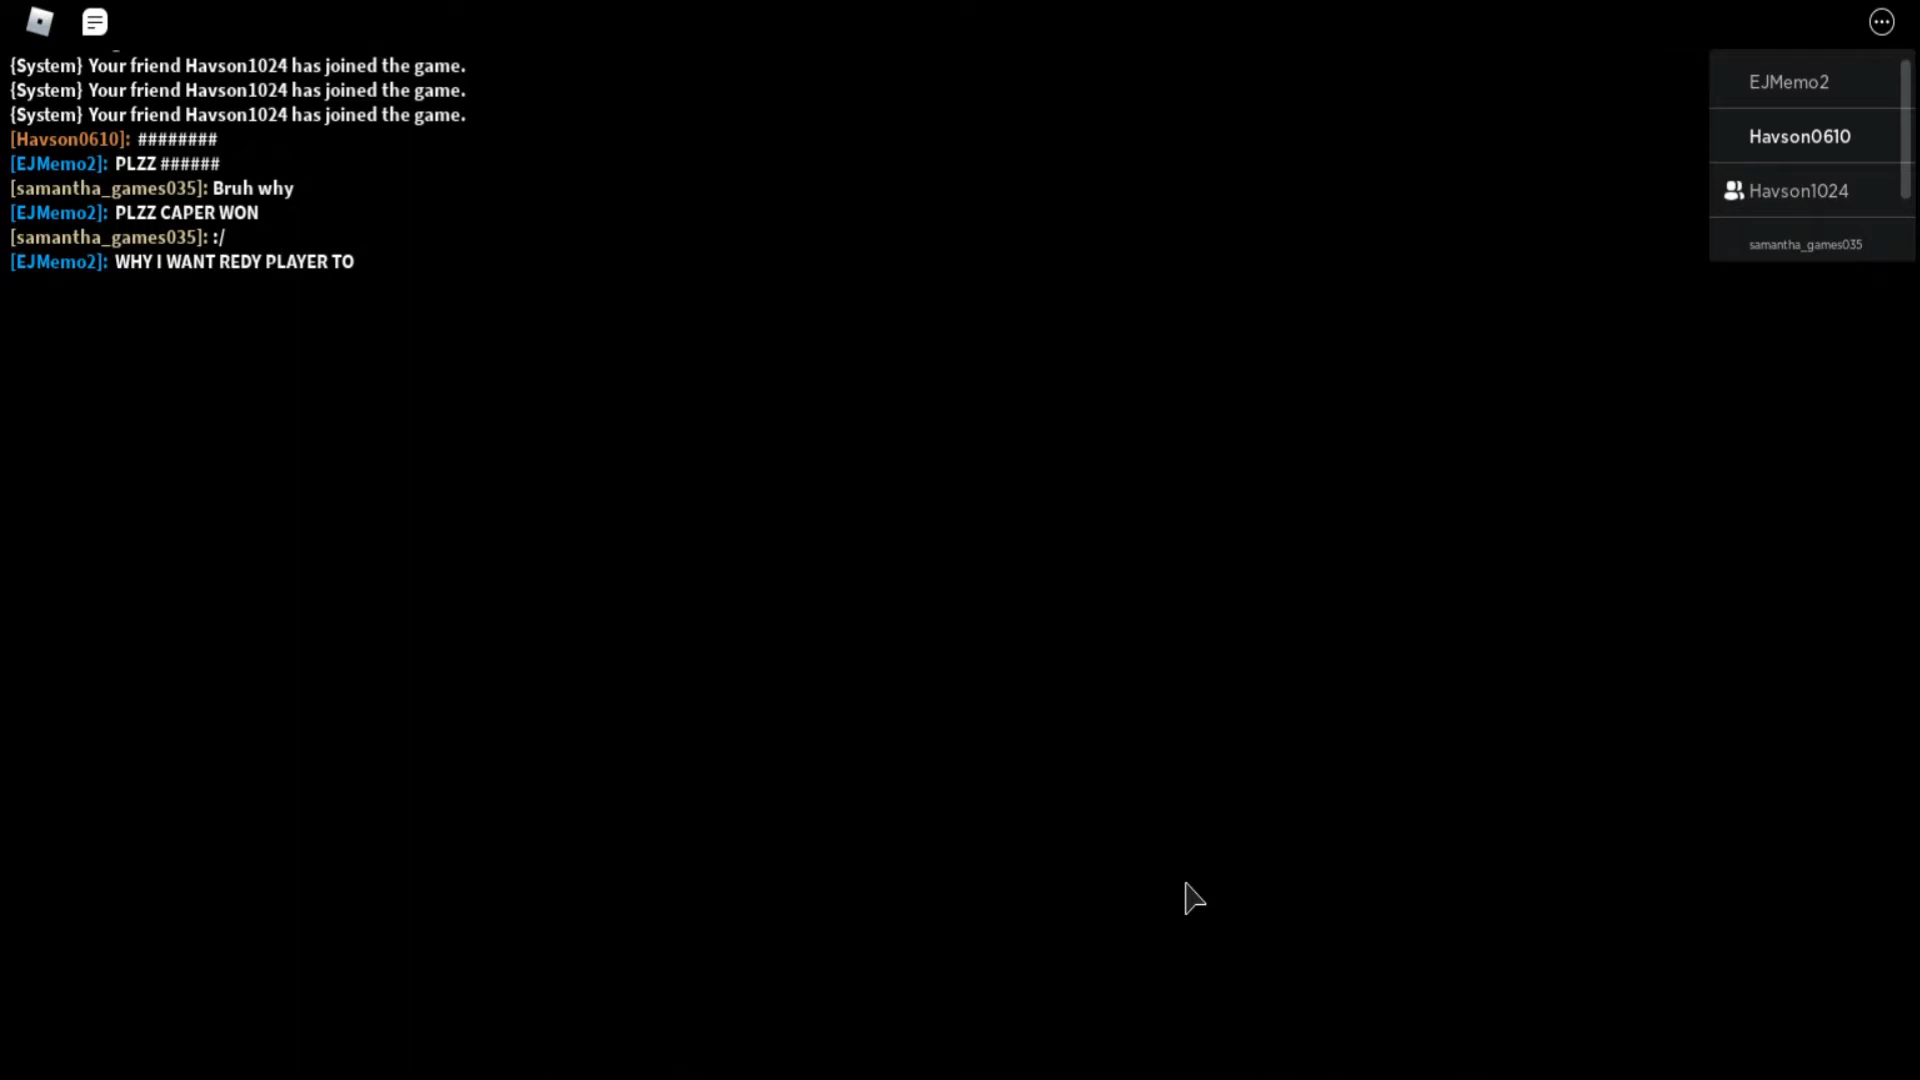 {System} Your friend Havson1024 has joined the game.
{System} Your friend Havson1024 has joined the game.
{System} Your friend Havson1024 has joined the game.
[Havson0610]: ########
[EJMemo2]: PLZZ ######
[samantha_games035]: Bruh why
[EJMemo2]: PLZZ CAPER WON
[samantha_games035]: :/
[EJMemo2]: WHY I WANT REDY PLAYER TO
EJMemo2
Havson0610
Havson1024
samantha_games035